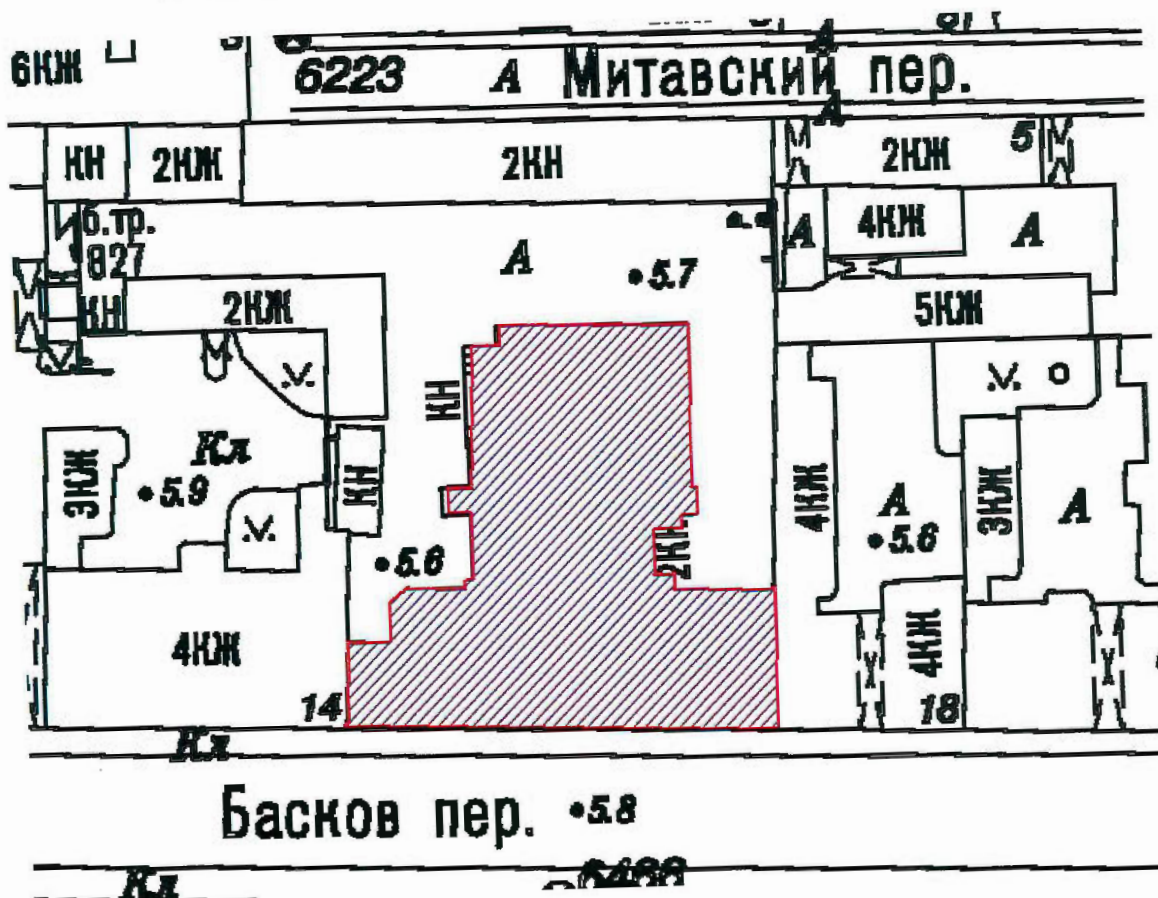 6КЖ
6223 А Митавский пер.
А
А
КН 2КЖ 2КН 2КЖ 5
б.тр.
827
А
5.7
А 4КЖ А
КН 2КЖ 5КЖ
КН
Кл
3КЖ
5.9
КН
4КЖ
А
5.6
3КЖ
А
5.6
2КН
4КЖ
14
4КЖ
18
Кл
Басков пер. 5.8
Кл
6488